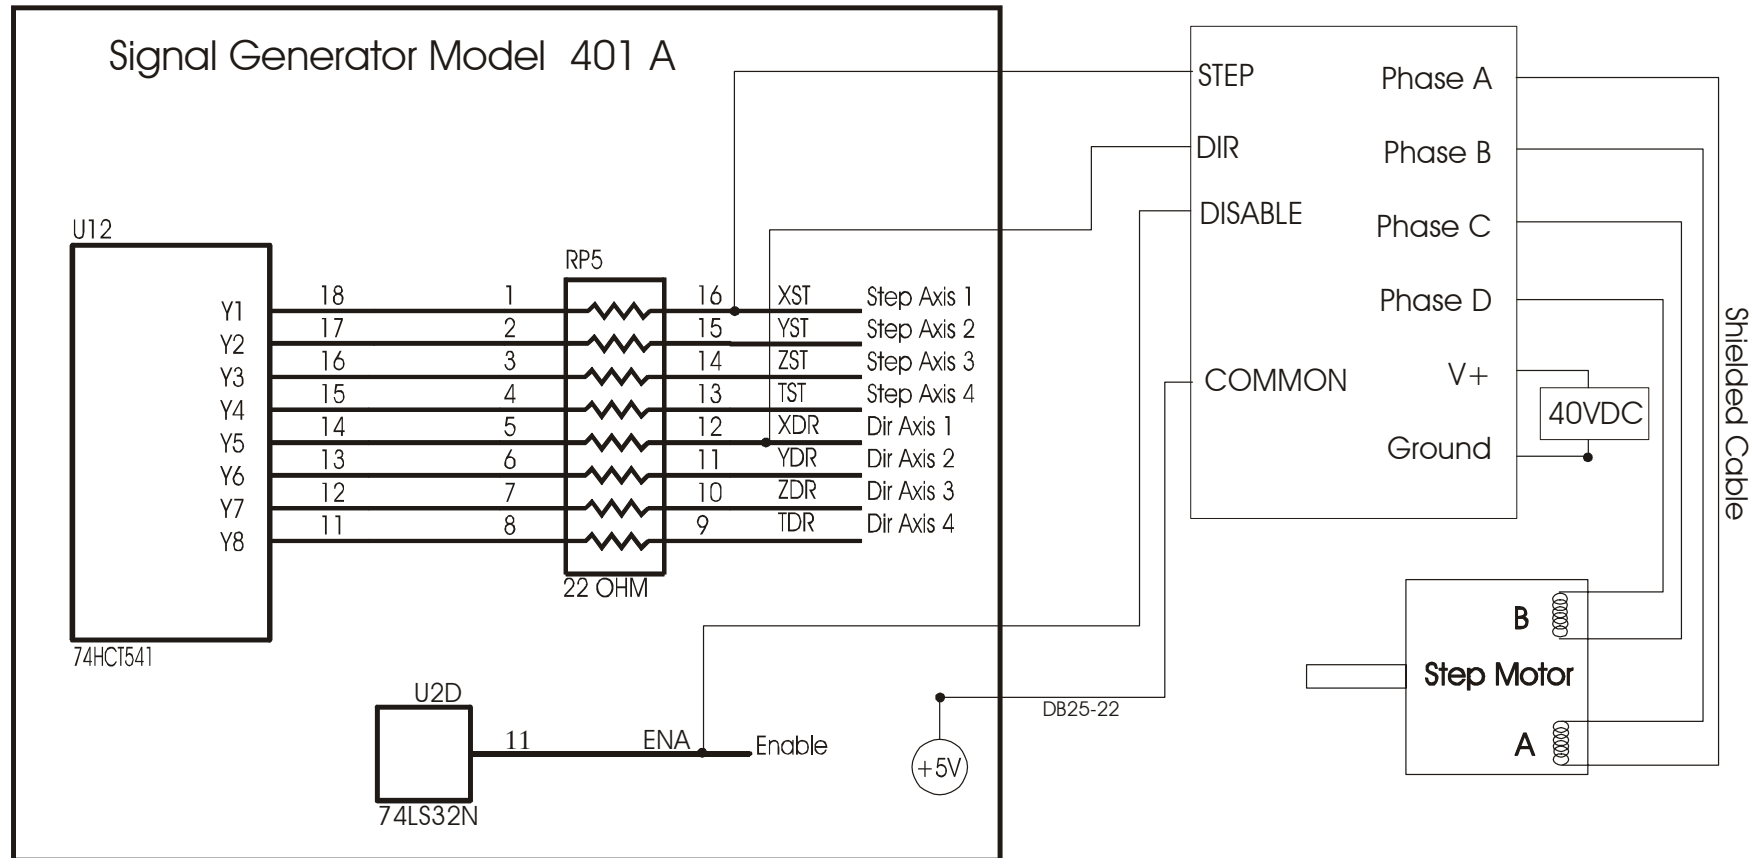 Signal Generator Model 401 A
U12
Y1 18 1 16 XST Step Axis 1
Y2 17 2 15 YST Step Axis 2
Y3 16 3 14 ZST Step Axis 3
Y4 15 4 13 TST Step Axis 4
Y5 14 5 12 XDR Dir Axis 1
Y6 13 6 11 YDR Dir Axis 2
Y7 12 7 10 ZDR Dir Axis 3
Y8 11 8 9 TDR Dir Axis 4
RP5
22 OHM
74HCT541
U2D
11 ENA Enable
74LS32N
+5V
DB25-22
STEP
DIR
DISABLE
COMMON
Phase A
Phase B
Phase C
Phase D
V+
Ground
40VDC
Shielded Cable
B
Step Motor
A